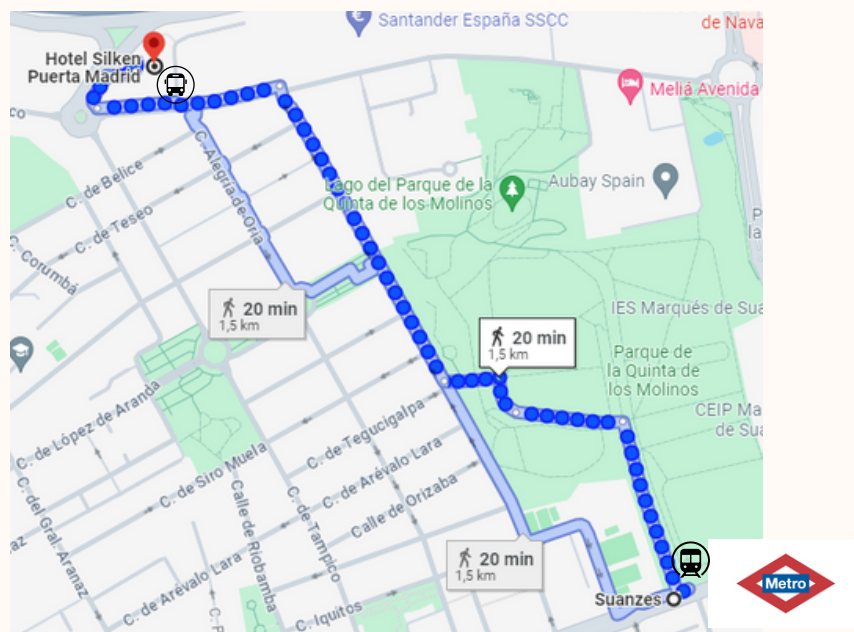 Santander España SSCC
de Nava
Hotel Silken
Puerta Madrid
Meliá Avenida
co
C. de Belice
C. Alegría de Oria
Lago del Parque de la
Quinta de los Molinos
Aubay Spain
C. de Teseo
P
la
C. Corumbá
20 min
1,5 km
IES Marqués de Sua
20 min
1,5 km
Parque de
la Quinta de
los Molinos
C. de López de Aranda
C. de Tegucigalpa
CEIP Ma
de Sua
C. de Siro Muela
C. de Arévalo Lara
Calle de Orizaba
C. del Gral. Aranaz
Calle de Riobamba
C. de Tampico
az
20 min
1,5 km
C. de Arévalo Lara
Metro
Suanzes
C. Iquitos
C. P